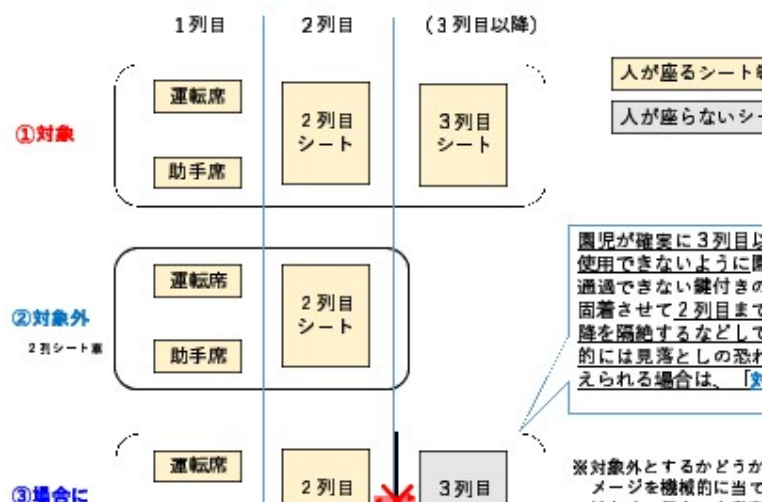 1列目
2列目
(3列目以降)
①対象
運転席
助手席
2列目
シート
3列目
シート
人が座るシート
人が座らないシー
②対象外
2列シート車
運転席
助手席
2列目
シート
園児が確実に3列目以
使用できないように
通過できない鍵付きの
固着させて2列目まで
降を隔絶するなどして
的には見落としの恐れ
えられる場合は、「対
③場合に
運転席
2列目
3列目
※対象外とするかどうか
メージを機械的に当て